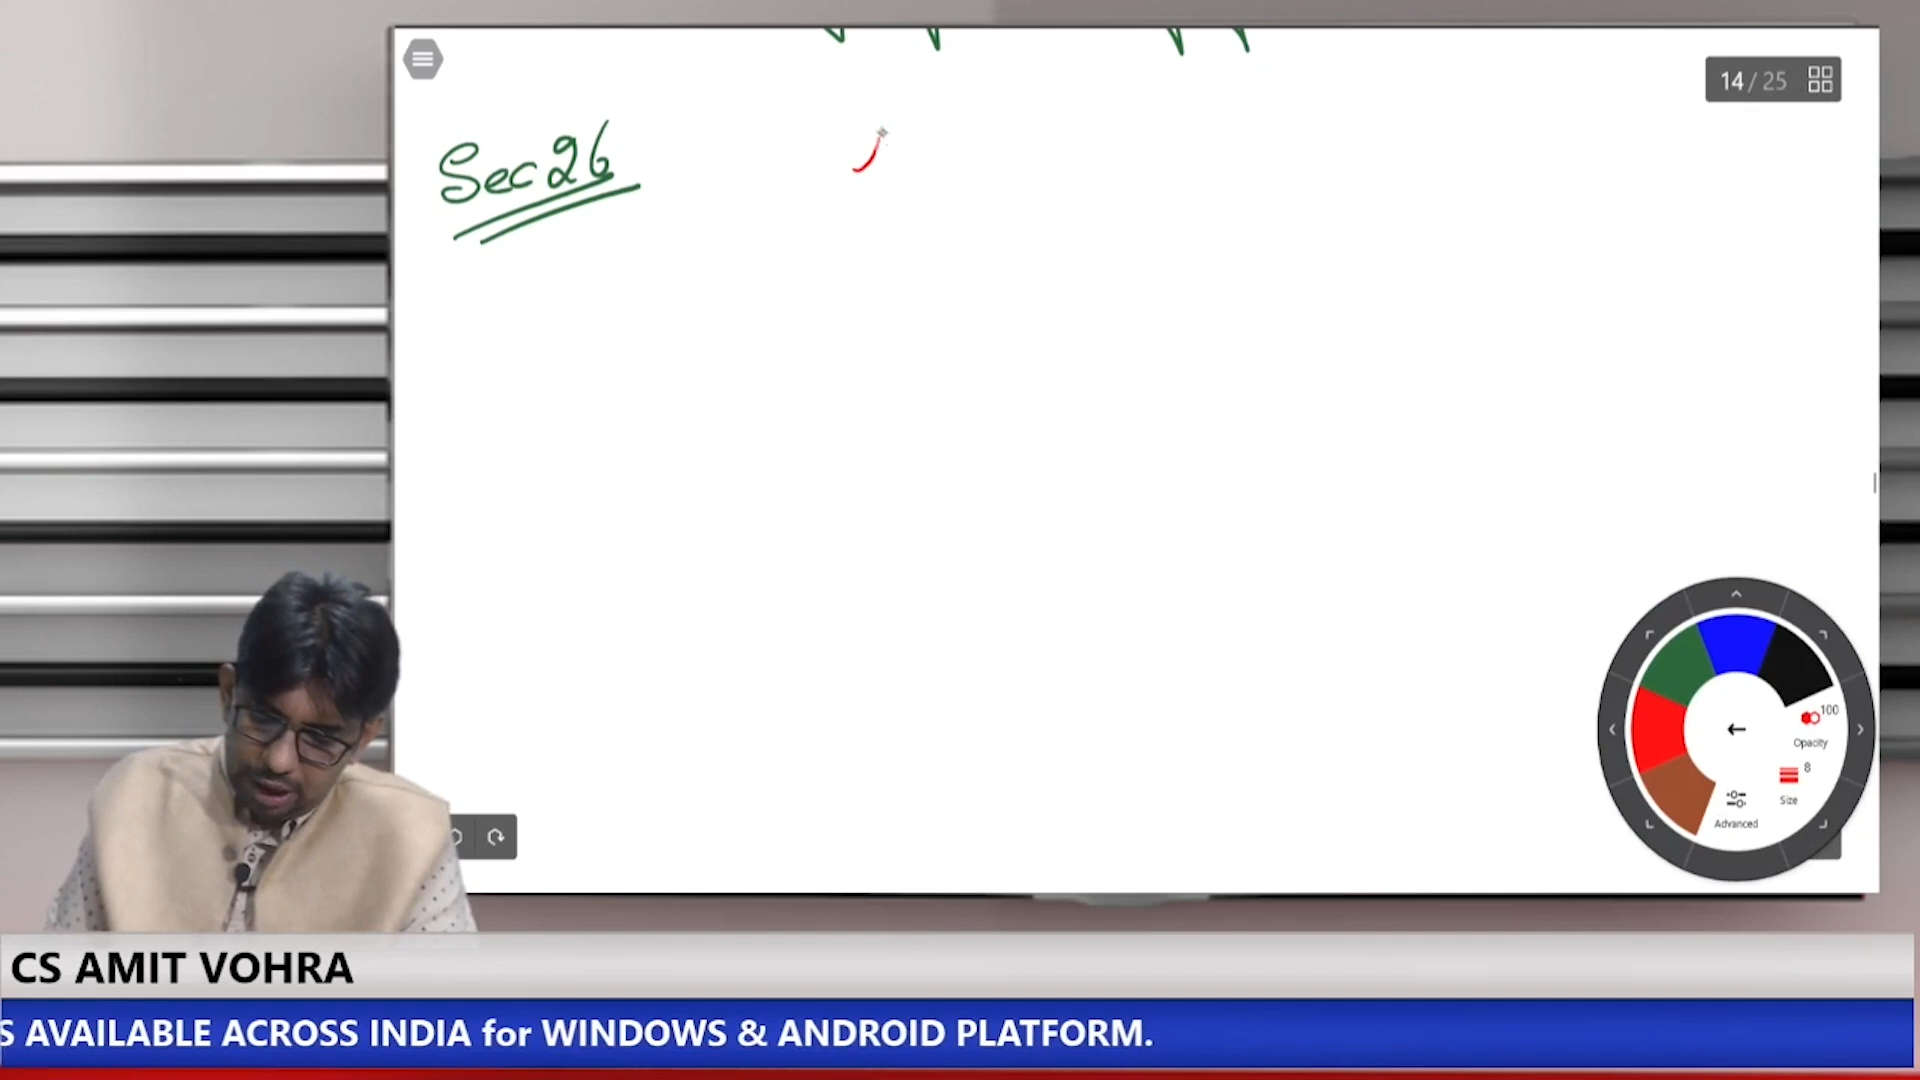 14 / 25
Sec 26
100
Opacity
8
Size
Advanced
CS AMIT VOHRA
S AVAILABLE ACROSS INDIA for WINDOWS & ANDROID PLATFORM.